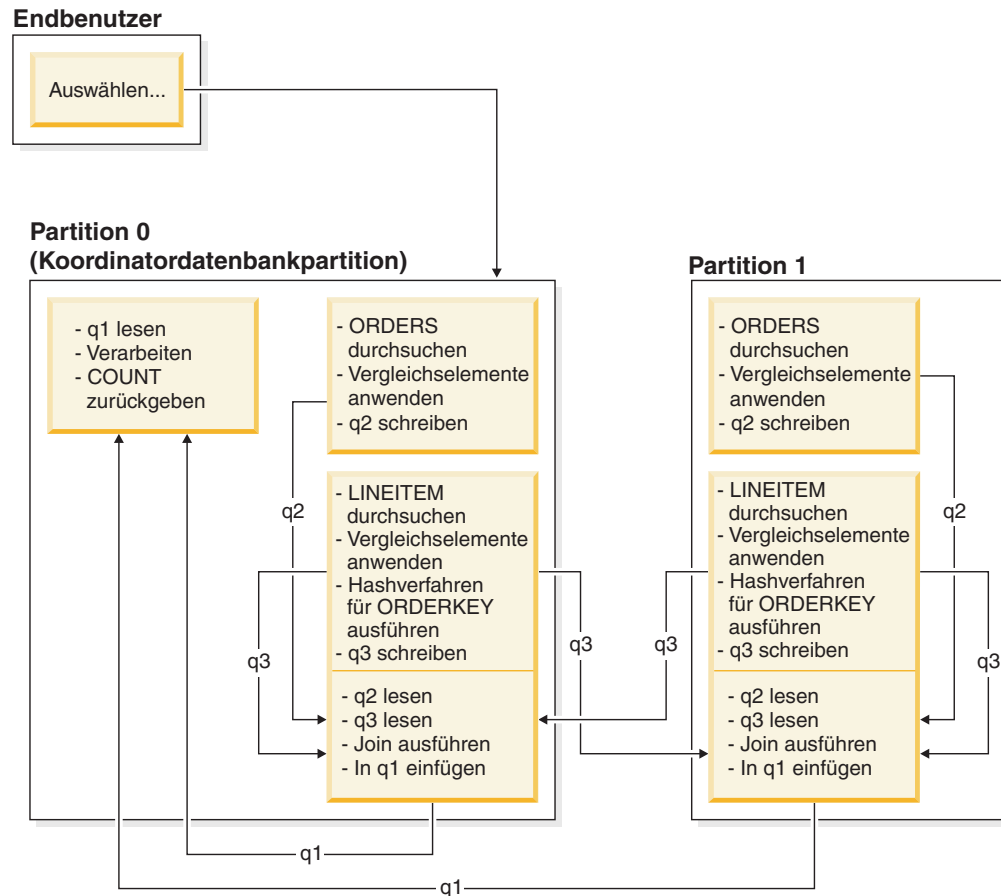 Endbenutzer
Auswählen...
Partition 0
(Koordinatordatenbankpartition)
- q1 lesen
- Verarbeiten
- COUNT
zurückgeben
- ORDERS
durchsuchen
- Vergleichselemente
anwenden
- q2 schreiben
q2
- LINEITEM
durchsuchen
- Vergleichselemente
anwenden
- Hashverfahren
für ORDERKEY
ausführen
- q3 schreiben
q3
q3
- q2 lesen
- q3 lesen
- Join ausführen
- In q1 einfügen
Partition 1
- ORDERS
durchsuchen
- Vergleichselemente
anwenden
- q2 schreiben
q2
- LINEITEM
durchsuchen
- Vergleichselemente
anwenden
- Hashverfahren
für ORDERKEY
ausführen
- q3 schreiben
q3
q3
- q2 lesen
- q3 lesen
- Join ausführen
- In q1 einfügen
q1
q1